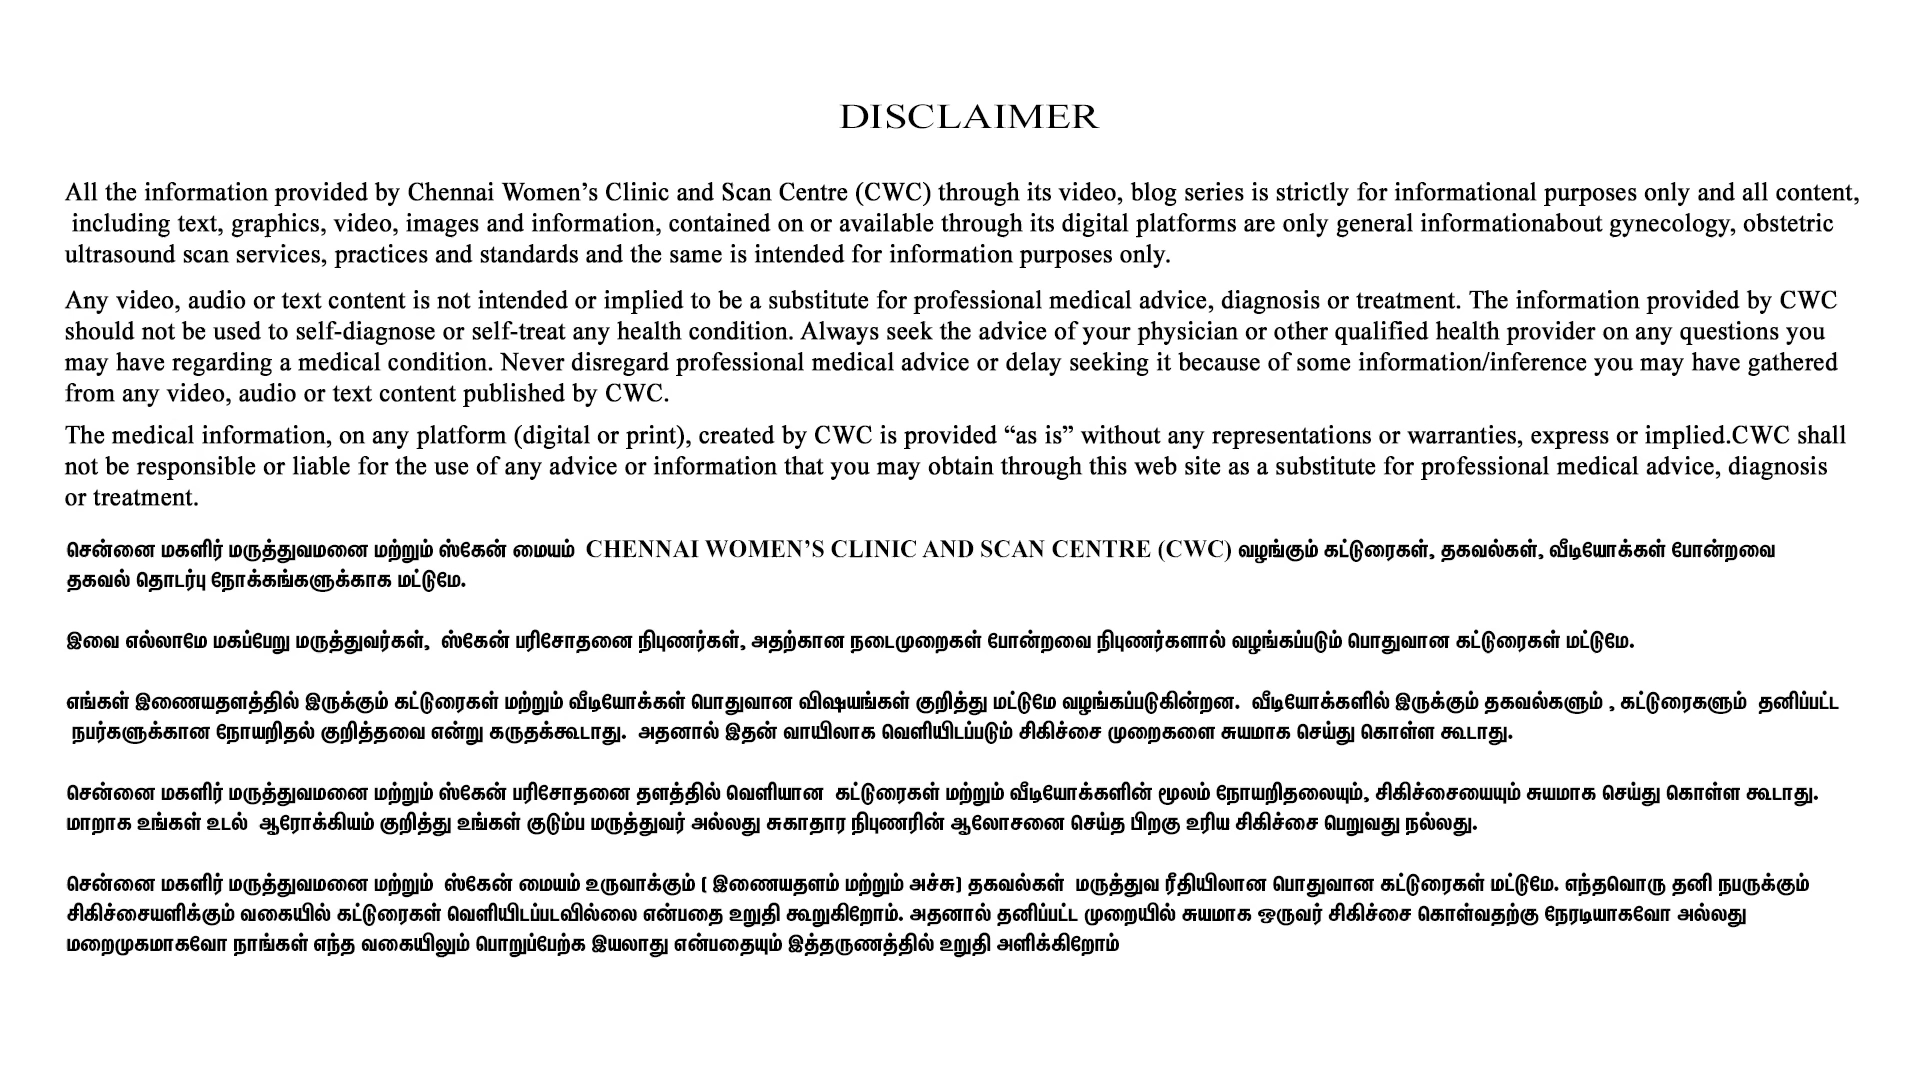 DISCLAIMER
All the information provided by Chennai Women’s Clinic and Scan Centre (CWC) through its video, blog series is strictly for informational purposes only and all content,
including text, graphics, video, images and information, contained on or available through its digital platforms are only general informationabout gynecology, obstetric
ultrasound scan services, practices and standards and the same is intended for information purposes only.
Any video, audio or text content is not intended or implied to be a substitute for professional medical advice, diagnosis or treatment. The information provided by CWC
should not be used to self-diagnose or self-treat any health condition. Always seek the advice of your physician or other qualified health provider on any questions you
may have regarding a medical condition. Never disregard professional medical advice or delay seeking it because of some information/inference you may have gathered
from any video, audio or text content published by CWC.
The medical information, on any platform (digital or print), created by CWC is provided “as is” without any representations or warranties, express or implied.CWC shall
not be responsible or liable for the use of any advice or information that you may obtain through this web site as a substitute for professional medical advice, diagnosis
or treatment.
சென்னை மகளிர் மருத்துவமனை மற்றும் ஸ்கேன் மையம் CHENNAI WOMEN’S CLINIC AND SCAN CENTRE (CWC) வழங்கும் கட்டுரைகள், தகவல்கள், வீடியோக்கள் போன்றவை
தகவல் தொடர்பு நோக்கங்களுக்காக மட்டுமே.
இவை எல்லாமே மகப்பேறு மருத்துவர்கள், ஸ்கேன் பரிசோதனை நிபுணர்கள், அதற்கான நடைமுறைகள் போன்றவை நிபுணர்களால் வழங்கப்படும் பொதுவான கட்டுரைகள் மட்டுமே.
எங்கள் இணையதளத்தில் இருக்கும் கட்டுரைகள் மற்றும் வீடியோக்கள் பொதுவான விஷயங்கள் குறித்து மட்டுமே வழங்கப்படுகின்றன. வீடியோக்களில் இருக்கும் தகவல்களும் , கட்டுரைகளும் தனிப்பட்ட
நபர்களுக்கான நோயறிதல் குறித்தவை என்று கருதக்கூடாது. அதனால் இதன் வாயிலாக வெளியிடப்படும் சிகிச்சை முறைகளை சுயமாக செய்து கொள்ள கூடாது.
சென்னை மகளிர் மருத்துவமனை மற்றும் ஸ்கேன் பரிசோதனை தளத்தில் வெளியான கட்டுரைகள் மற்றும் வீடியோக்களின் மூலம் நோயறிதலையும், சிகிச்சையையும் சுயமாக செய்து கொள்ள கூடாது.
மாறாக உங்கள் உடல் ஆரோக்கியம் குறித்து உங்கள் குடும்ப மருத்துவர் அல்லது சுகாதார நிபுணரின் ஆலோசனை செய்த பிறகு உரிய சிகிச்சை பெறுவது நல்லது.
சென்னை மகளிர் மருத்துவமனை மற்றும் ஸ்கேன் மையம் உருவாக்கும் ( இணையதளம் மற்றும் அச்சு) தகவல்கள் மருத்துவ ரீதியிலான பொதுவான கட்டுரைகள் மட்டுமே. எந்தவொரு தனி நபருக்கும்
சிகிச்சையளிக்கும் வகையில் கட்டுரைகள் வெளியிடப்படவில்லை என்பதை உறுதி கூறுகிறோம். அதனால் தனிப்பட்ட முறையில் சுயமாக ஒருவர் சிகிச்சை கொள்வதற்கு நேரடியாகவோ அல்லது
மறைமுகமாகவோ நாங்கள் எந்த வகையிலும் பொறுப்பேற்க இயலாது என்பதையும் இத்தருணத்தில் உறுதி அளிக்கிறோம்